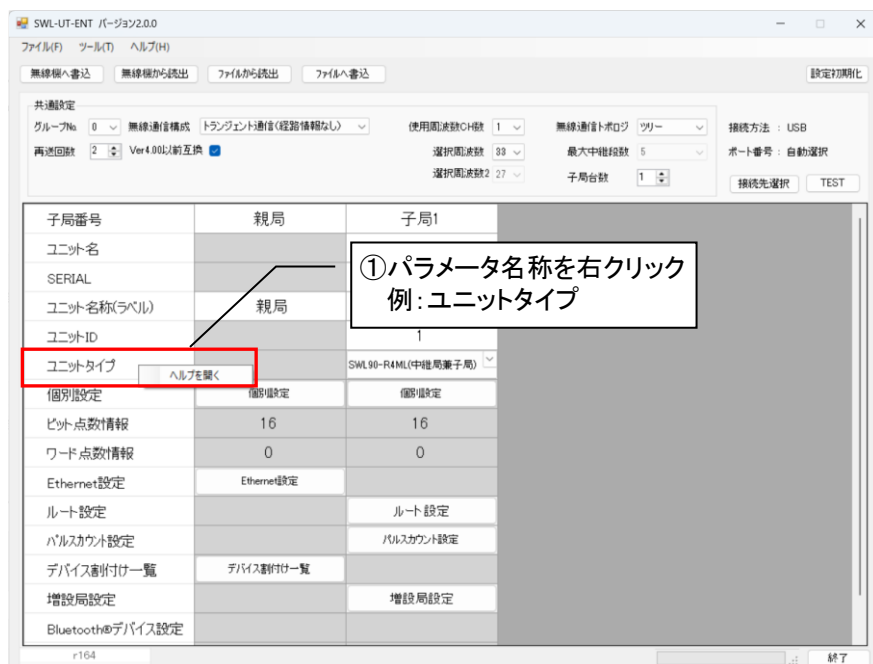 SWL-UT-ENT バージョン2.0.0
ファイル(F) ツール(T) ヘルプ(H)
無線機へ書込 無線機から読出 ファイルから読出 ファイルへ書込 設定初期化
共通設定
グループNo. 0 無線通信構成 トランジェント通信(経路情報なし) 使用周波数CH数 1 無線通信トポロジ ツリー 接続方法 : USB
再送回数 2 Ver4.00以前互換 選択周波数 33 最大中継段数 5 ポート番号 : 自動選択
選択周波数2 27 子局台数 1 接続先選択 TEST
子局番号 親局 子局1
ユニット名
SERIAL
①パラメータ名称を右クリック
例：ユニットタイプ
ユニット名称(ラベル) 親局
ユニットID 1
ユニットタイプ SWL90-R4ML(中継局兼子局)
ヘルプを開く
個別設定 個別設定 個別設定
ビット点数情報 16 16
ワード点数情報 0 0
Ethernet設定 Ethernet設定
ルート設定 ルート設定
パルスカウント設定 パルスカウント設定
デバイス割付け一覧 デバイス割付け一覧
増設局設定 増設局設定
Bluetooth®デバイス設定
r164 終了